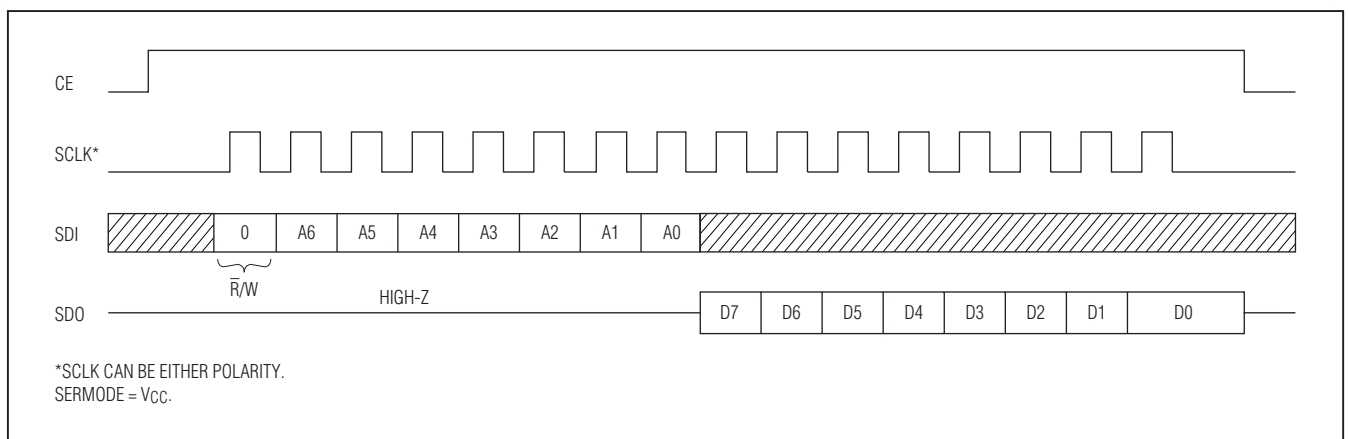 CE
SCLK*
SDI 0 A6 A5 A4 A3 A2 A1 A0
R̅/W
HIGH-Z
SDO D7 D6 D5 D4 D3 D2 D1 D0
*SCLK CAN BE EITHER POLARITY.
SERMODE = VCC.